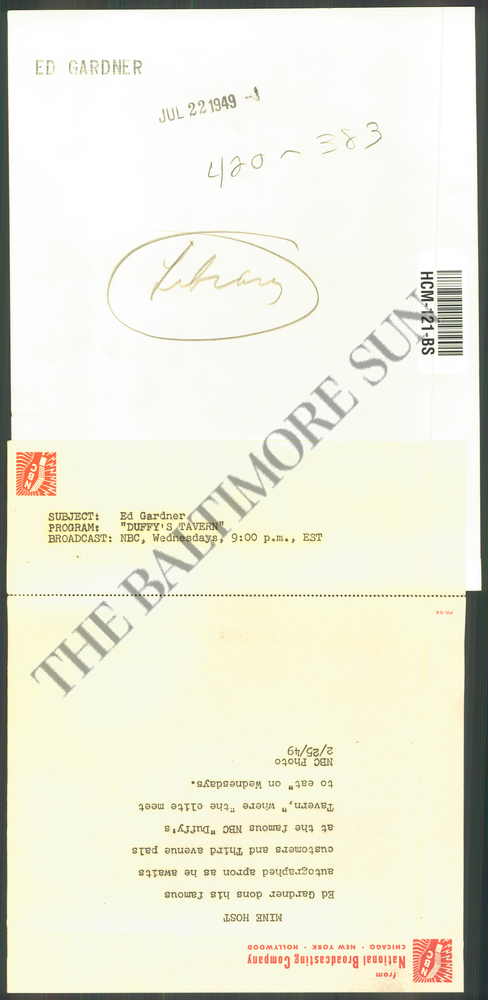 ED GARDNER
JUL 22 1949
420 - 383
Library
HCM-121-BS
THE BALTIMORE SUN
NBC
SUBJECT: Ed Gardner
PROGRAM: "DUFFY'S TAVERN"
BROADCAST: NBC, Wednesdays, 9:00 p.m., EST
from
National Broadcasting Company
CHICAGO · NEW YORK · HOLLYWOOD
NBC
MINE HOST
Ed Gardner dons his famous
autographed apron as he awaits
customers and Third avenue pals
at the famous NBC "Duffy's
Tavern," where "the elite meet
to eat" on Wednesdays.
NBC Photo
2/25/49